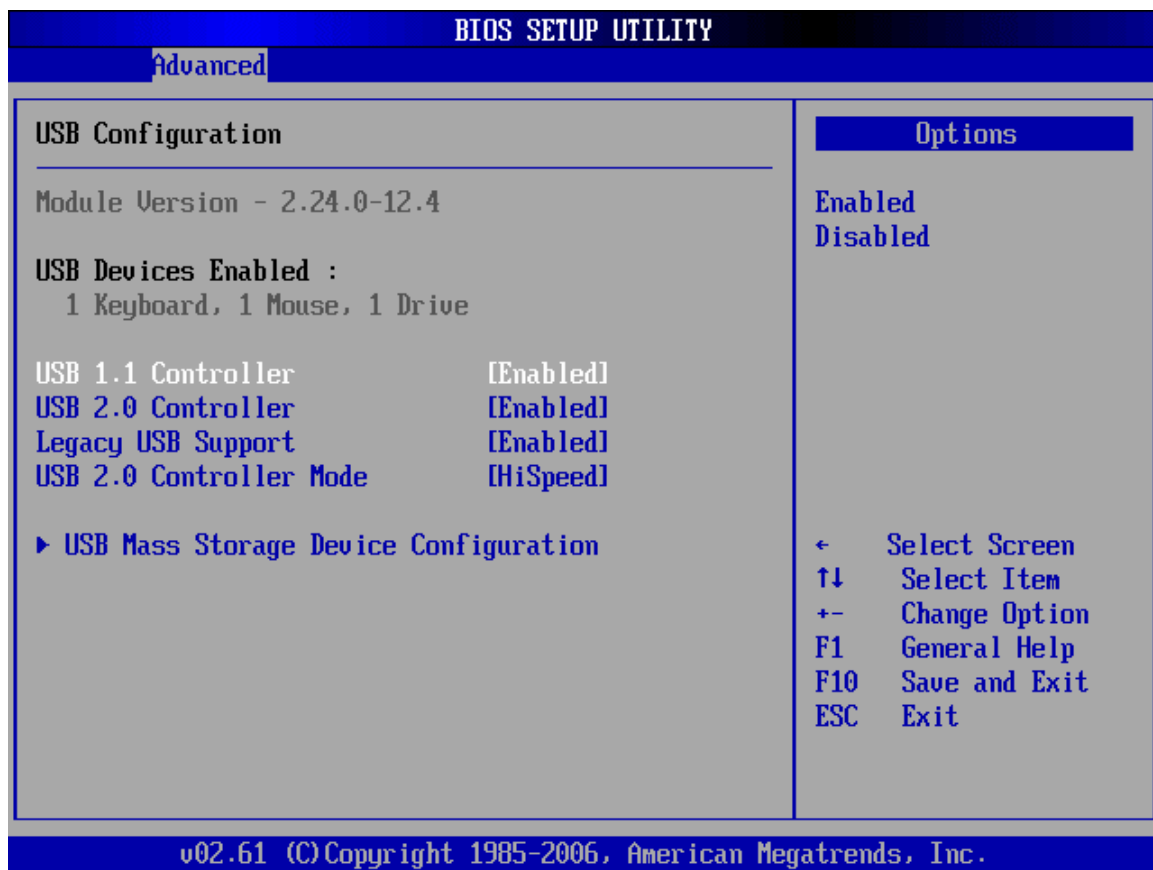 BIOS SETUP UTILITY
Advanced
USB Configuration
Module Version - 2.24.0-12.4
USB Devices Enabled :
1 Keyboard, 1 Mouse, 1 Drive
USB 1.1 Controller [Enabled]
USB 2.0 Controller [Enabled]
Legacy USB Support [Enabled]
USB 2.0 Controller Mode [HiSpeed]
▶ USB Mass Storage Device Configuration
Options
Enabled
Disabled
← Select Screen
↑↓ Select Item
+- Change Option
F1 General Help
F10 Save and Exit
ESC Exit
v02.61 (C)Copyright 1985-2006, American Megatrends, Inc.